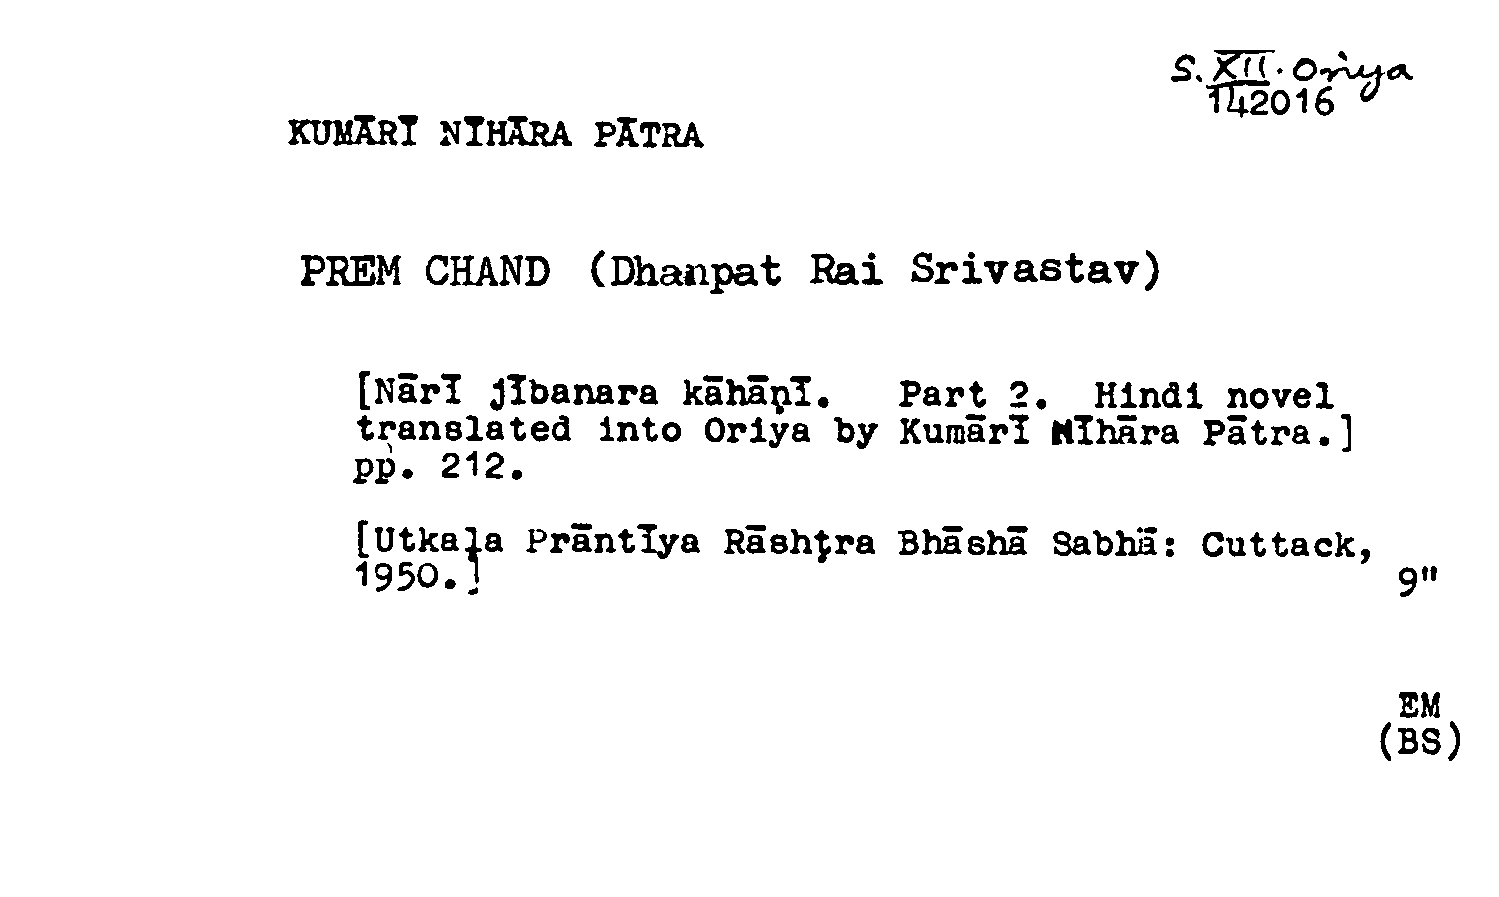 S. XII. Oriya
142016
KUMĀRĪ NĪHĀRA PĀTRA
PREM CHAND (Dhanpat Rai Srivastav)
[Nārī jībanara kāhāṇī. Part 2. Hindi novel
translated into Oriya by Kumārī Nīhāra Pātra.]
pp. 212.
[Utkaḷa Prāntīya Rāshṭra Bhāshā Sabhā: Cuttack,
1950.]
9"
EM
(BS)